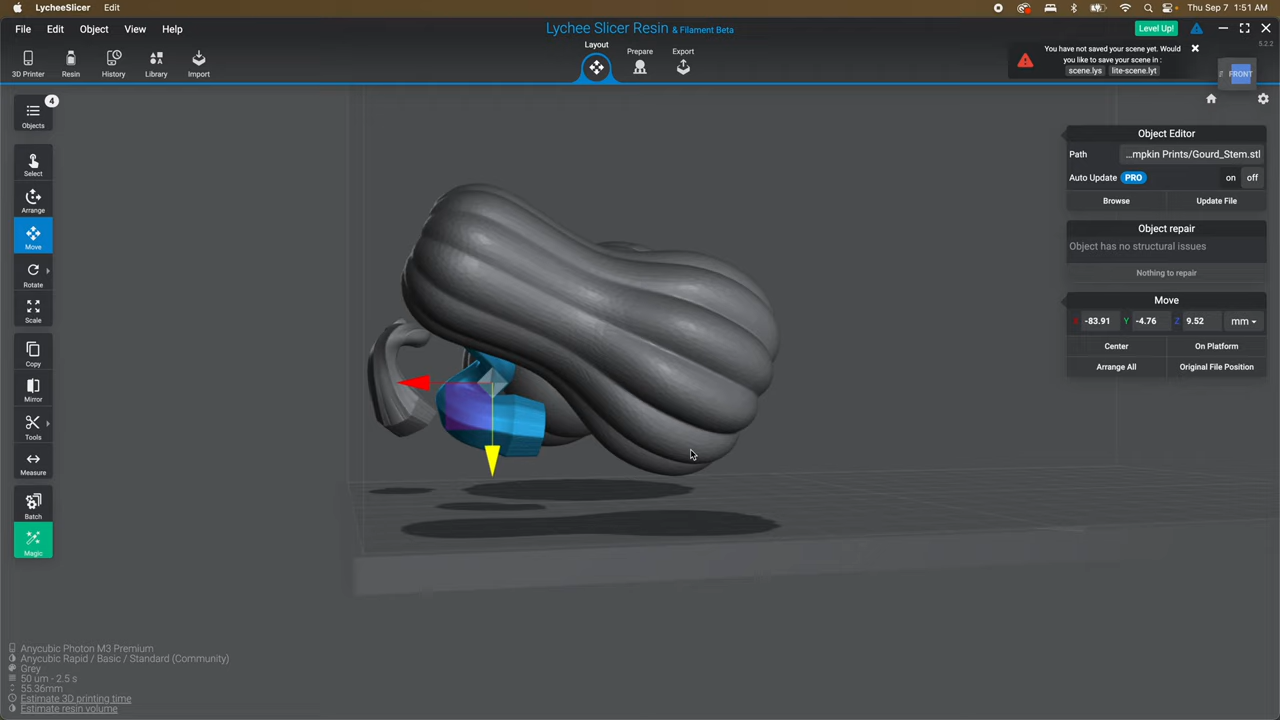 LycheeSlicer Edit
Thu Sep 7 1:51 AM
File Edit Object View Help
Lychee Slicer Resin & Filament Beta
Level Up!
5.2.2
3D Printer Resin History Library Import
Layout Prepare Export
You have not saved your scene yet. Would
you like to save your scene in :
scene.lys lite-scene.lyt
FRONT
Objects 4
Select
Arrange
Move
Rotate
Scale
Copy
Mirror
Tools
Measure
Batch
Magic
Object Editor
Path ...mpkin Prints/Gourd_Stem.stl
Auto Update PRO on off
Browse Update File
Object repair
Object has no structural issues
Nothing to repair
Move
X -83.91 Y -4.76 Z 9.52 mm
Center On Platform
Arrange All Original File Position
Anycubic Photon M3 Premium
Anycubic Rapid / Basic / Standard (Community)
Grey
50 um - 2.5 s
55.36mm
Estimate 3D printing time
Estimate resin volume